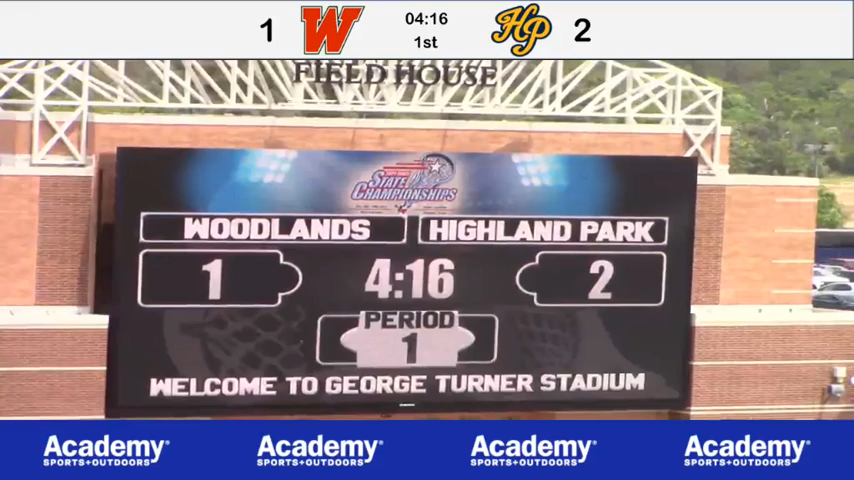 1 W 04:16 HP 2
1st
FIELD HOUSE
STATE
CHAMPIONSHIPS
WOODLANDS HIGHLAND PARK
1 4:16 2
PERIOD
1
WELCOME TO GEORGE TURNER STADIUM
Academy Academy Academy Academy
SPORTS+OUTDOORS SPORTS+OUTDOORS SPORTS+OUTDOORS SPORTS+OUTDOORS